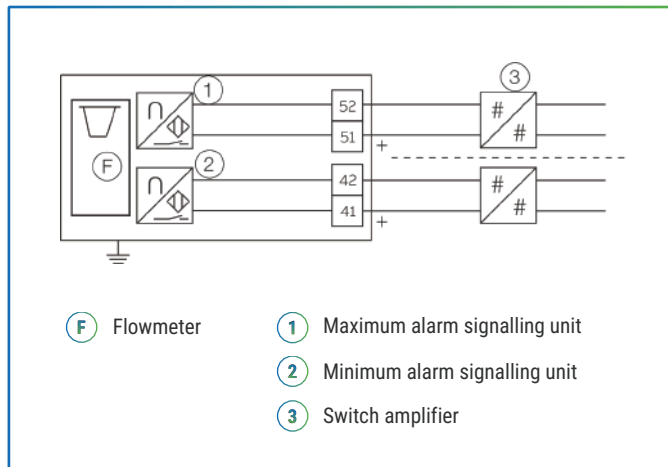 1
3
52
#
#
51
+
F
2
42
#
#
41
+
F Flowmeter
1 Maximum alarm signalling unit
2 Minimum alarm signalling unit
3 Switch amplifier